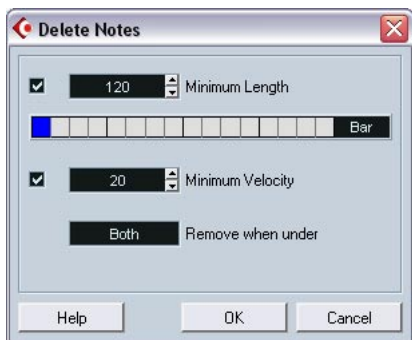 Delete Notes
120 Minimum Length
Bar
20 Minimum Velocity
Both Remove when under
Help OK Cancel